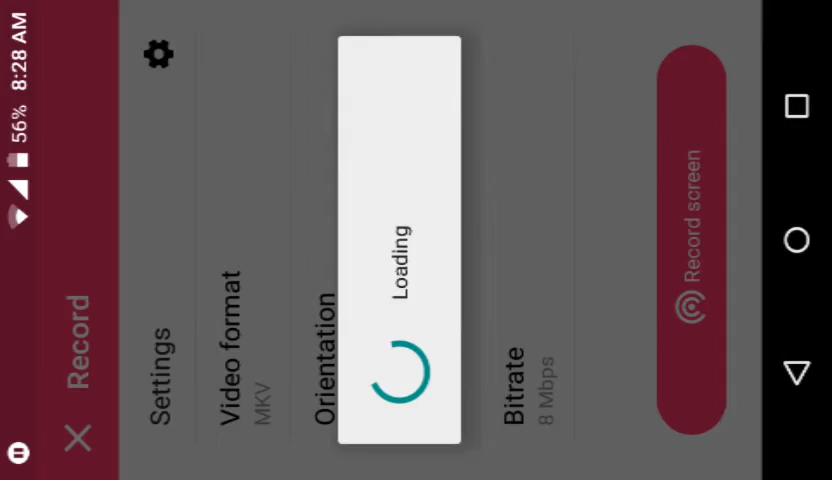 56% 8:28 AM
Record
Settings
Video format
MKV
Orientation
Loading
Bitrate
8 Mbps
Record screen